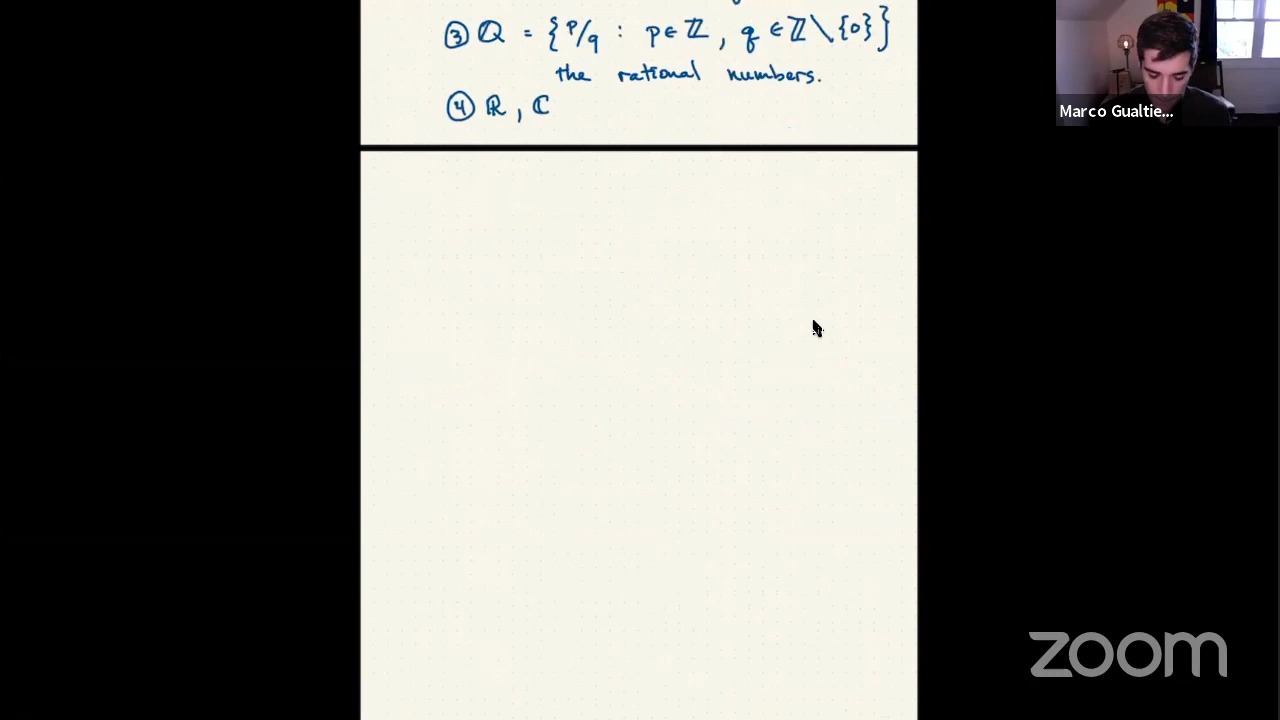 ③ ℚ = {p/q : p ∈ ℤ, q ∈ ℤ\{0}}
the rational numbers.
④ ℝ, ℂ
Marco Gualtie...
zoom